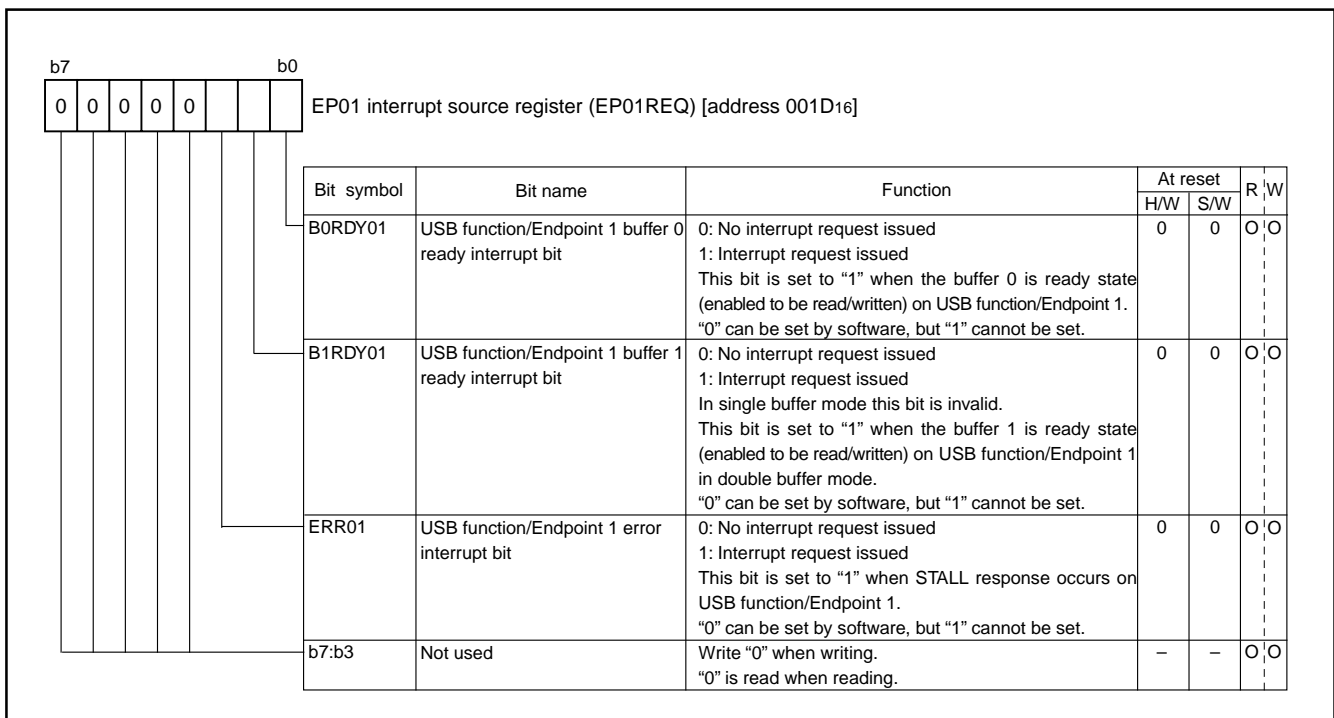 b7 b0
0 0 0 0 0
EP01 interrupt source register (EP01REQ) [address 001D16]
Bit symbol Bit name Function At reset R W
H/W S/W
B0RDY01 USB function/Endpoint 1 buffer 0 0: No interrupt request issued 0 0 O O
ready interrupt bit 1: Interrupt request issued
This bit is set to “1” when the buffer 0 is ready state
(enabled to be read/written) on USB function/Endpoint 1.
“0” can be set by software, but “1” cannot be set.
B1RDY01 USB function/Endpoint 1 buffer 1 0: No interrupt request issued 0 0 O O
ready interrupt bit 1: Interrupt request issued
In single buffer mode this bit is invalid.
This bit is set to “1” when the buffer 1 is ready state
(enabled to be read/written) on USB function/Endpoint 1
in double buffer mode.
“0” can be set by software, but “1” cannot be set.
ERR01 USB function/Endpoint 1 error 0: No interrupt request issued 0 0 O O
interrupt bit 1: Interrupt request issued
This bit is set to “1” when STALL response occurs on
USB function/Endpoint 1.
“0” can be set by software, but “1” cannot be set.
b7:b3 Not used Write “0” when writing. – – O O
“0” is read when reading.